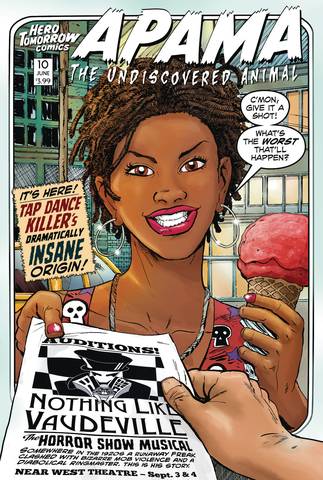 HERO
TOMORROW
COMICS
APAMA
THE UNDISCOVERED ANIMAL
10
JUNE
$3.99
C'MON,
GIVE IT A
SHOT!
WHAT'S
THE WORST
THAT'LL
HAPPEN?
IT'S HERE!
TAP DANCE
KILLER'S
DRAMATICALLY
INSANE
ORIGIN!
AUDITIONS!
NOTHING LIKE
VAUDEVILLE
The HORROR SHOW MUSICAL
SOMEWHERE IN THE 1920s A RUNAWAY FREAK
CLASHED WITH BIZARRE MOB VIOLENCE AND A
DIABOLICAL RINGMASTER. THIS IS HIS STORY.
NEAR WEST THEATRE – Sept. 3 & 4